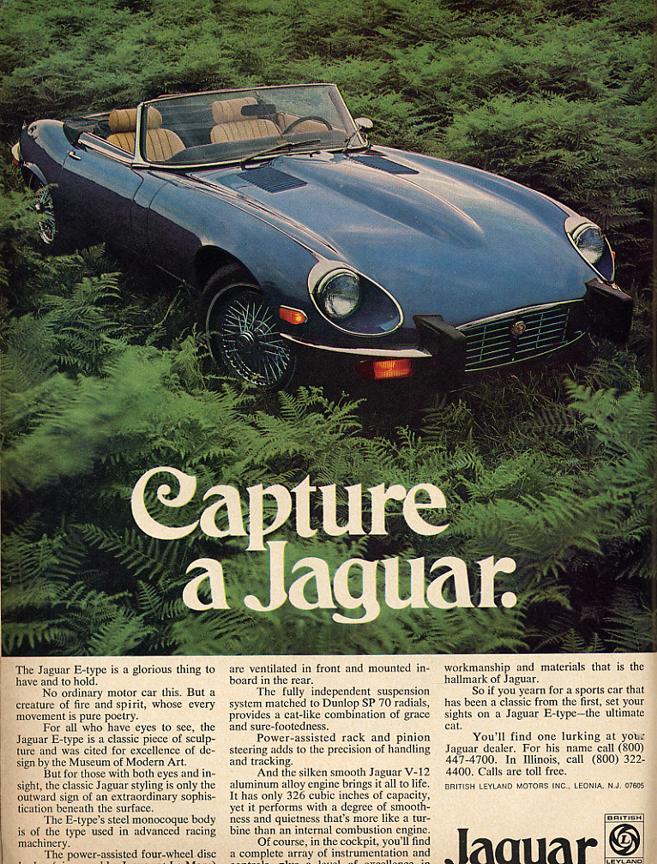 Capture
a Jaguar.
The Jaguar E-type is a glorious thing to
have and to hold.
No ordinary motor car this. But a
creature of fire and spirit, whose every
movement is pure poetry.
For all who have eyes to see, the
Jaguar E-type is a classic piece of sculp-
ture and was cited for excellence of de-
sign by the Museum of Modern Art.
But for those with both eyes and in-
sight, the classic Jaguar styling is only the
outward sign of an extraordinary sophis-
tication beneath the surface.
The E-type's steel monocoque body
is of the type used in advanced racing
machinery.
The power-assisted four-wheel disc
are ventilated in front and mounted in-
board in the rear.
The fully independent suspension
system matched to Dunlop SP 70 radials,
provides a cat-like combination of grace
and sure-footedness.
Power-assisted rack and pinion
steering adds to the precision of handling
and tracking.
And the silken smooth Jaguar V-12
aluminum alloy engine brings it all to life.
It has only 326 cubic inches of capacity,
yet it performs with a degree of smooth-
ness and quietness that's more like a tur-
bine than an internal combustion engine.
Of course, in the cockpit, you'll find
a complete array of instrumentation and
workmanship and materials that is the
hallmark of Jaguar.
So if you yearn for a sports car that
has been a classic from the first, set your
sights on a Jaguar E-type—the ultimate
cat.
You'll find one lurking at your
Jaguar dealer. For his name call (800)
447-4700. In Illinois, call (800) 322-
4400. Calls are toll free.
BRITISH LEYLAND MOTORS INC., LEONIA, N.J. 07605
Jaguar
BRITISH
L
LEYLAND